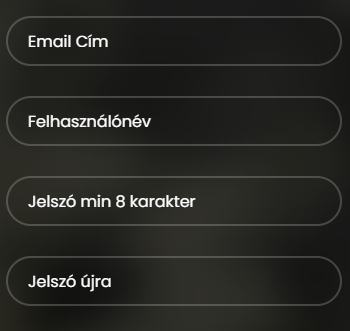 Email Cím
Felhasználónév
Jelszó min 8 karakter
Jelszó újra